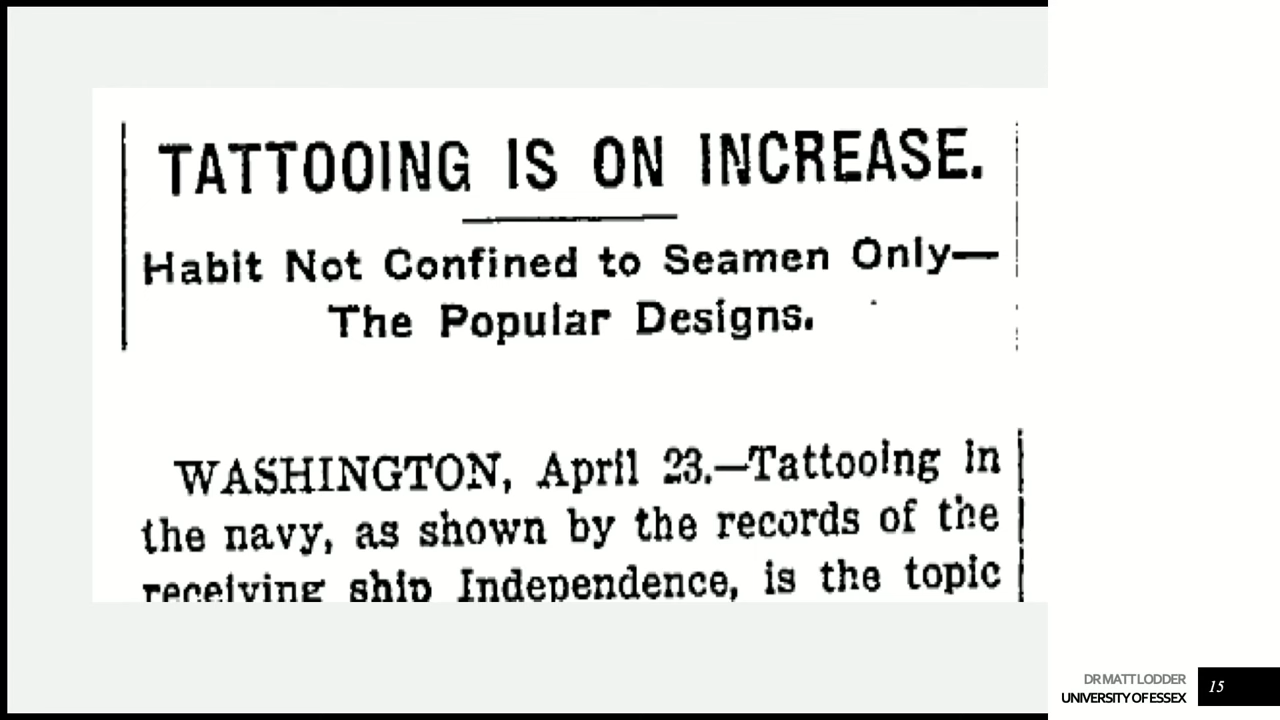 TATTOOING IS ON INCREASE.
Habit Not Confined to Seamen Only—
The Popular Designs.
WASHINGTON, April 23.—Tattooing in
the navy, as shown by the records of the
receiving ship Independence, is the topic
DR MATT LODDER
UNIVERSITY OF ESSEX
15